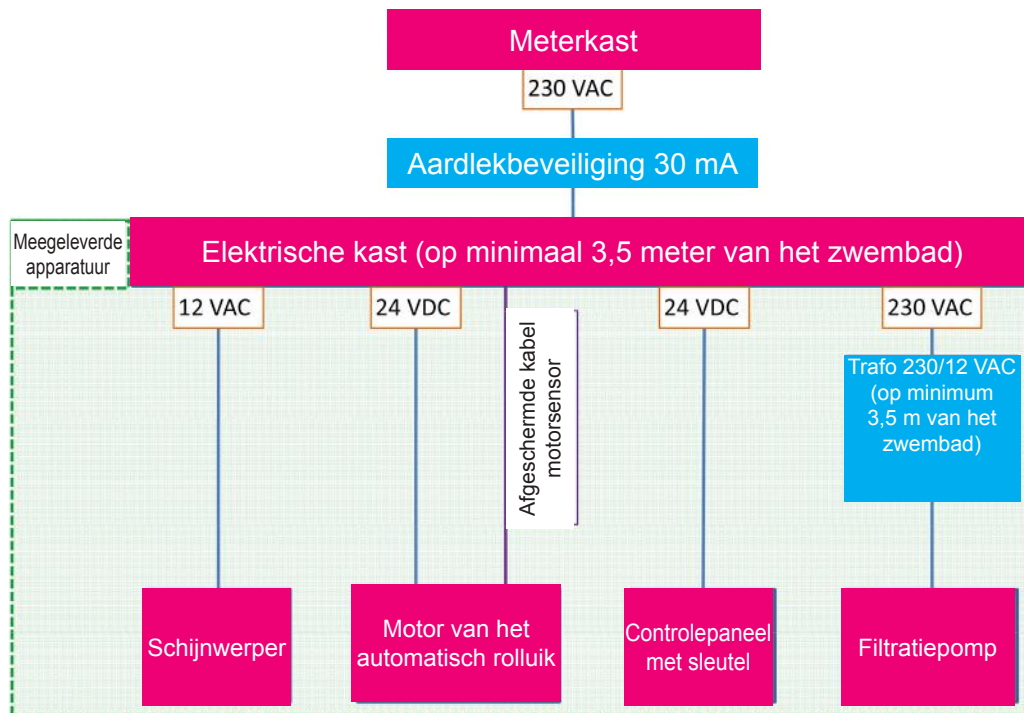 Meterkast
230 VAC
Aardlekbeveiliging 30 mA
Meegeleverde
apparatuur
Elektrische kast (op minimaal 3,5 meter van het zwembad)
12 VAC
24 VDC
24 VDC
230 VAC
Afgeschermde kabel
motorsensor
Trafo 230/12 VAC
(op minimum
3,5 m van het
zwembad)
Schijnwerper
Motor van het
automatisch rolluik
Controlepaneel
met sleutel
Filtratiepomp